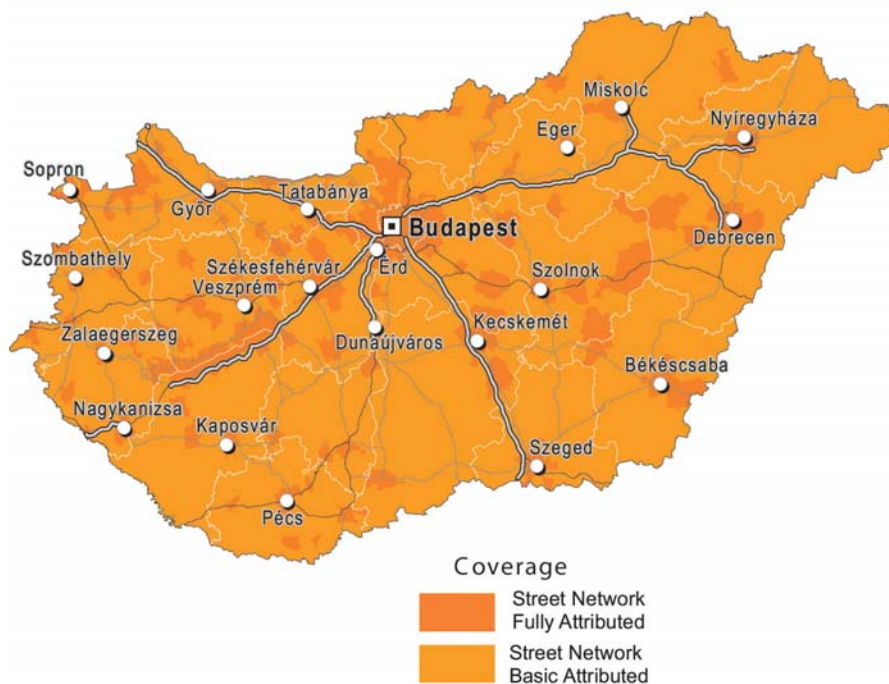 Miskolc
Nyíregyháza
Eger
Sopron
Győr
Tatabánya
Budapest
Debrecen
Érd
Szombathely
Székesfehérvár
Veszprém
Szolnok
Dunaújváros
Kecskemét
Zalaegerszeg
Békéscsaba
Nagykanizsa
Kaposvár
Szeged
Pécs
Coverage
Street Network
Fully Attributed
Street Network
Basic Attributed